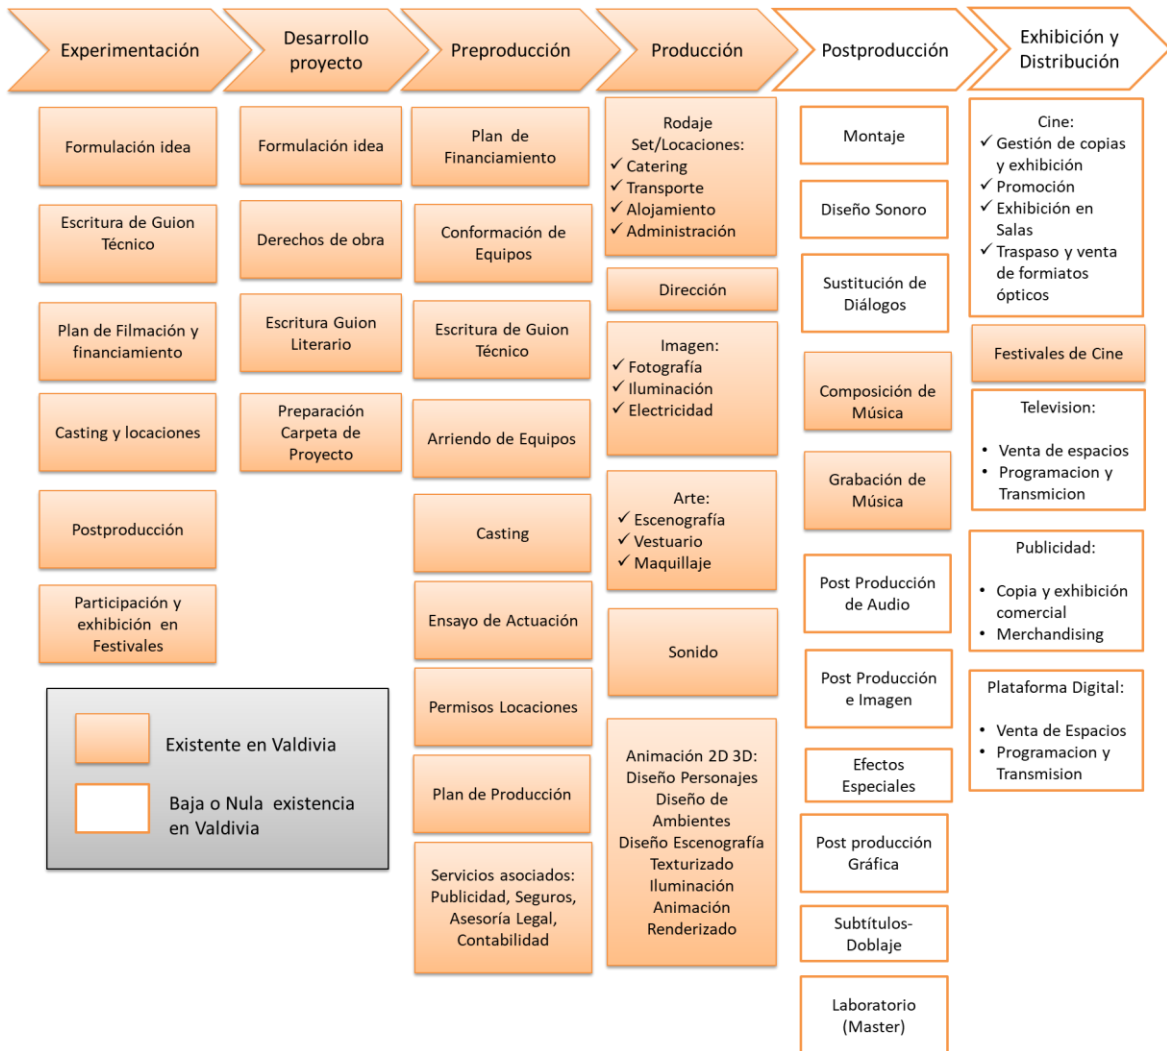 Experimentación
Desarrollo
proyecto
Preproducción
Producción
Postproducción
Exhibición y
Distribución
Formulación idea
Escritura de Guion
Técnico
Plan de Filmación y
financiamiento
Casting y locaciones
Postproducción
Participación y
exhibición en
Festivales
Formulación idea
Derechos de obra
Escritura Guion
Literario
Preparación
Carpeta de
Proyecto
Plan de
Financiamiento
Conformación de
Equipos
Escritura de Guion
Técnico
Arriendo de Equipos
Casting
Ensayo de Actuación
Permisos Locaciones
Plan de Producción
Servicios asociados:
Publicidad, Seguros,
Asesoría Legal,
Contabilidad
Rodaje
Set/Locaciones:
✓ Catering
✓ Transporte
✓ Alojamiento
✓ Administración
Dirección
Imagen:
✓ Fotografía
✓ Iluminación
✓ Electricidad
Arte:
✓ Escenografía
✓ Vestuario
✓ Maquillaje
Sonido
Animación 2D 3D:
Diseño Personajes
Diseño de
Ambientes
Diseño Escenografía
Texturizado
Iluminación
Animación
Renderizado
Montaje
Diseño Sonoro
Sustitución de
Diálogos
Composición de
Música
Grabación de
Música
Post Producción
de Audio
Post Producción
e Imagen
Efectos
Especiales
Post producción
Gráfica
Subtítulos-
Doblaje
Laboratorio
(Master)
Cine:
✓ Gestión de copias
y exhibición
✓ Promoción
✓ Exhibición en
Salas
✓ Traspaso y venta
de formiatos
ópticos
Festivales de Cine
Television:
• Venta de espacios
• Programacion y
Transmicion
Publicidad:
• Copia y exhibición
comercial
• Merchandising
Plataforma Digital:
• Venta de Espacios
• Programacion y
Transmision
Existente en Valdivia
Baja o Nula existencia
en Valdivia